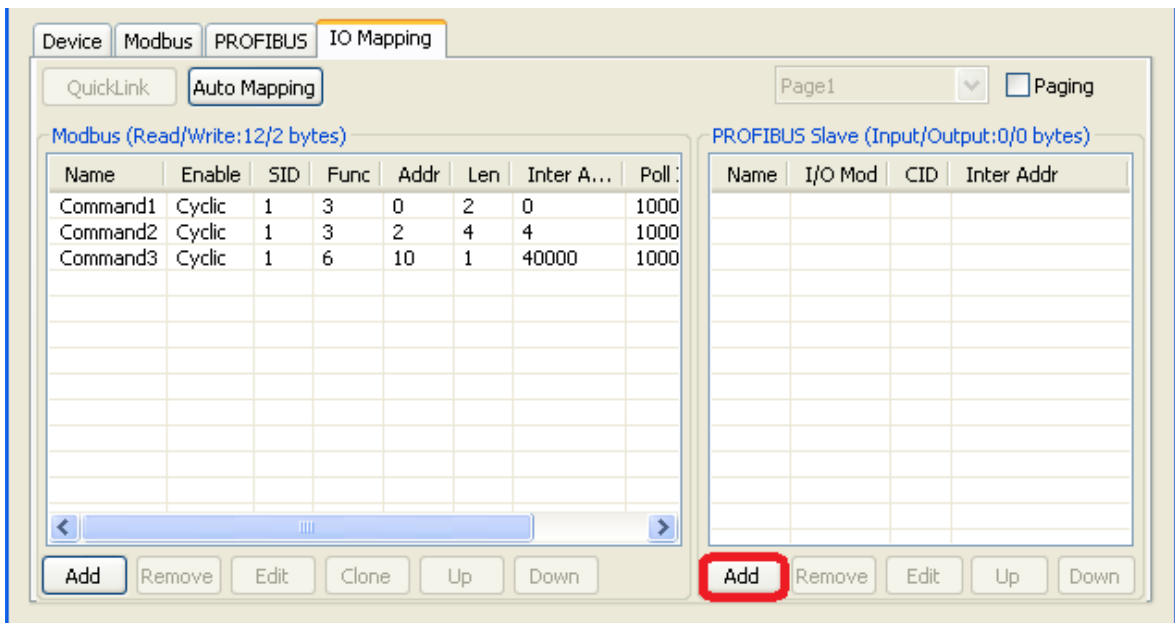 Device Modbus PROFIBUS IO Mapping
QuickLink Auto Mapping Page1 Paging
Modbus (Read/Write:12/2 bytes) PROFIBUS Slave (Input/Output:0/0 bytes)
Name Enable SID Func Addr Len Inter A... Poll Name I/O Mod CID Inter Addr
Command1 Cyclic 1 3 0 2 0 1000
Command2 Cyclic 1 3 2 4 4 1000
Command3 Cyclic 1 6 10 1 40000 1000
Add Remove Edit Clone Up Down Add Remove Edit Up Down